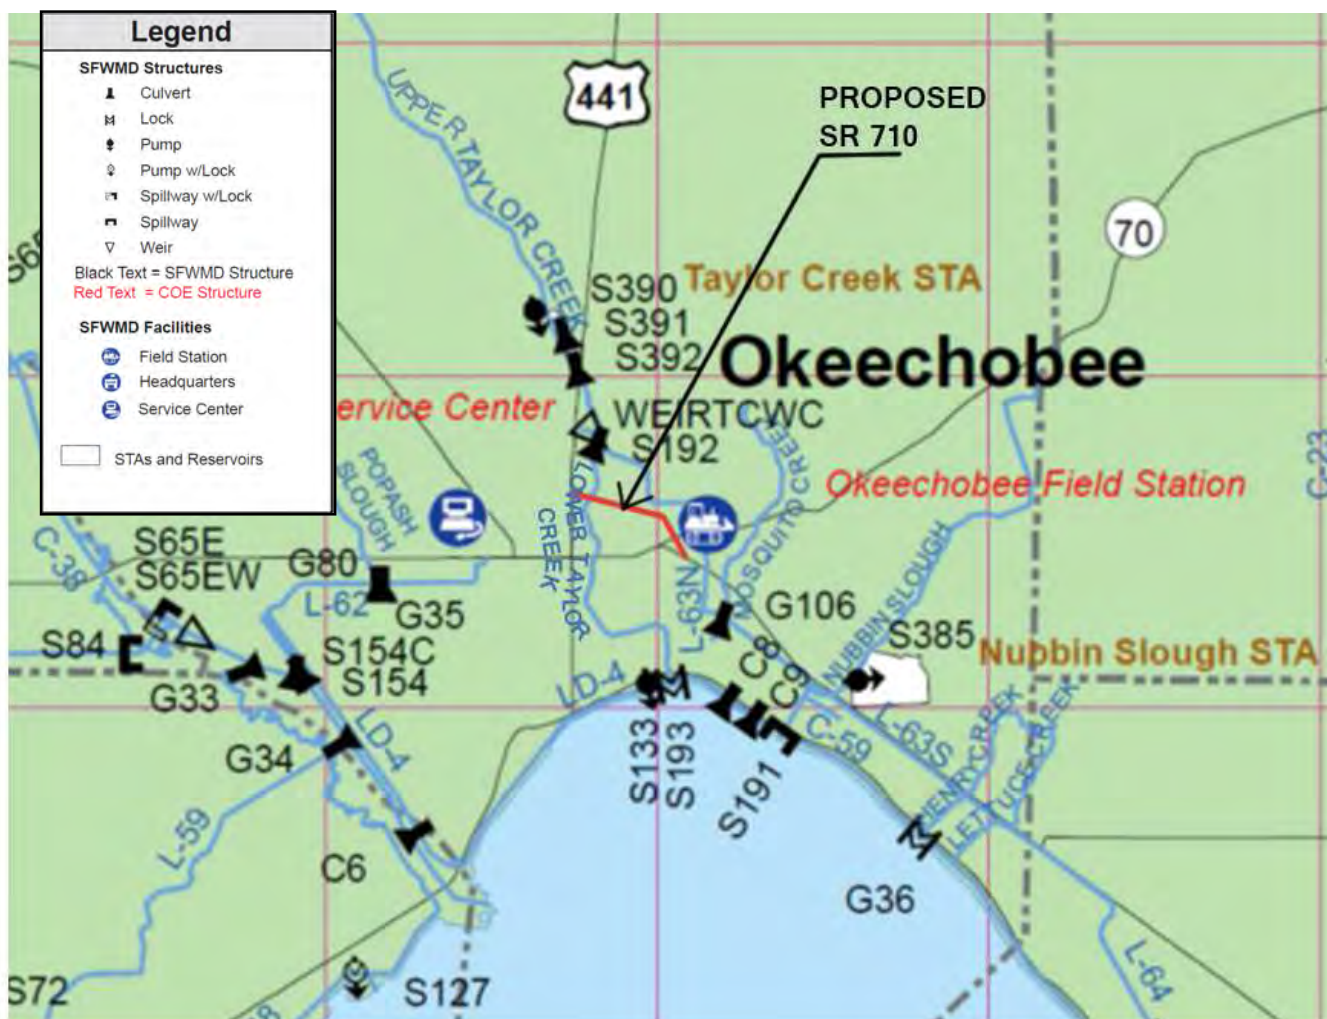 Legend
SFWMD Structures
Culvert
Lock
Pump
Pump w/Lock
Spillway w/Lock
Spillway
Weir
Black Text = SFWMD Structure
Red Text = COE Structure
SFWMD Facilities
Field Station
Headquarters
Service Center
STAs and Reservoirs
441
PROPOSED
SR 710
70
UPPER TAYLOR CREEK
S390
Taylor Creek STA
S391
S392
Okeechobee
ervice Center
WEIRTCWC
S192
C-23
POPASH
SLOUGH
LOWER TAYLOR
CREEK
MOSQUITO CREEK
Okeechobee Field Station
C-38
S65E
S65EW
G80
L-62
G35
L-63N
G106
NUBBIN SLOUGH
S385
Nubbin Slough STA
S84
G33
S154C
S154
LD-4
C8
C9
LD-4
G34
S133
S193
S191
C-59
L-63S
HENRY CREEK
LETTUCE CREEK
L-59
C6
G36
L-64
S72
S127